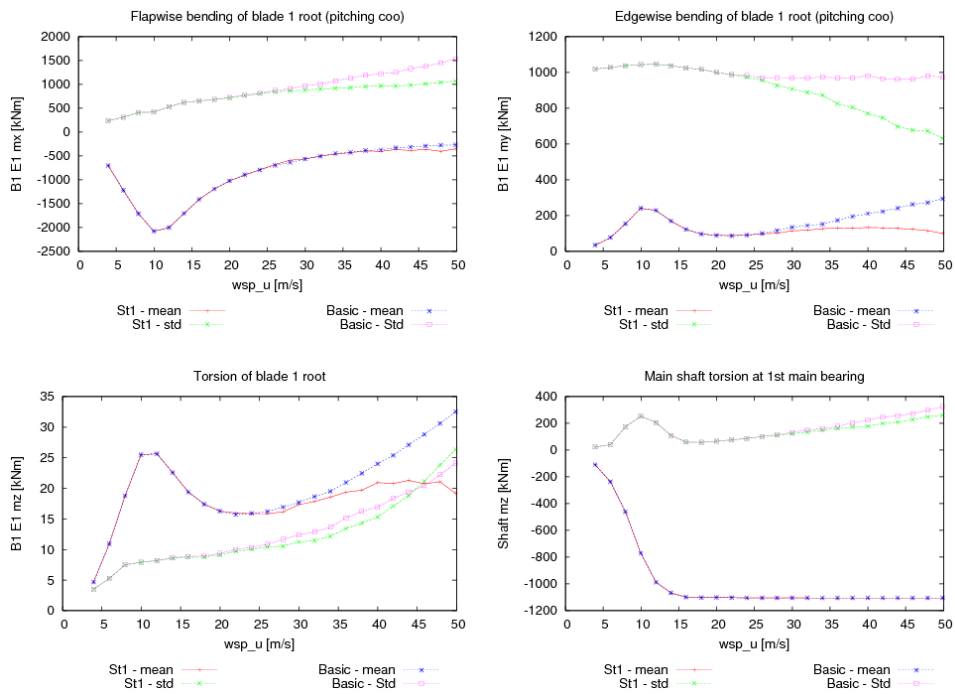 Flapwise bending of blade 1 root (pitching coo)
B1 E1 mx [kNm]
2000
1500
1000
500
0
-500
-1000
-1500
-2000
-2500
0 5 10 15 20 25 30 35 40 45 50
wsp_u [m/s]
St1 - mean
St1 - std
Basic - mean
Basic - Std
Edgewise bending of blade 1 root (pitching coo)
B1 E1 my [kNm]
1200
1000
800
600
400
200
0
0 5 10 15 20 25 30 35 40 45 50
wsp_u [m/s]
St1 - mean
St1 - std
Basic - mean
Basic - Std
Torsion of blade 1 root
B1 E1 mz [kNm]
35
30
25
20
15
10
5
0
0 5 10 15 20 25 30 35 40 45 50
wsp_u [m/s]
St1 - mean
St1 - std
Basic - mean
Basic - Std
Main shaft torsion at 1st main bearing
Shaft mz [kNm]
400
200
0
-200
-400
-600
-800
-1000
-1200
0 5 10 15 20 25 30 35 40 45 50
wsp_u [m/s]
St1 - mean
St1 - std
Basic - mean
Basic - Std